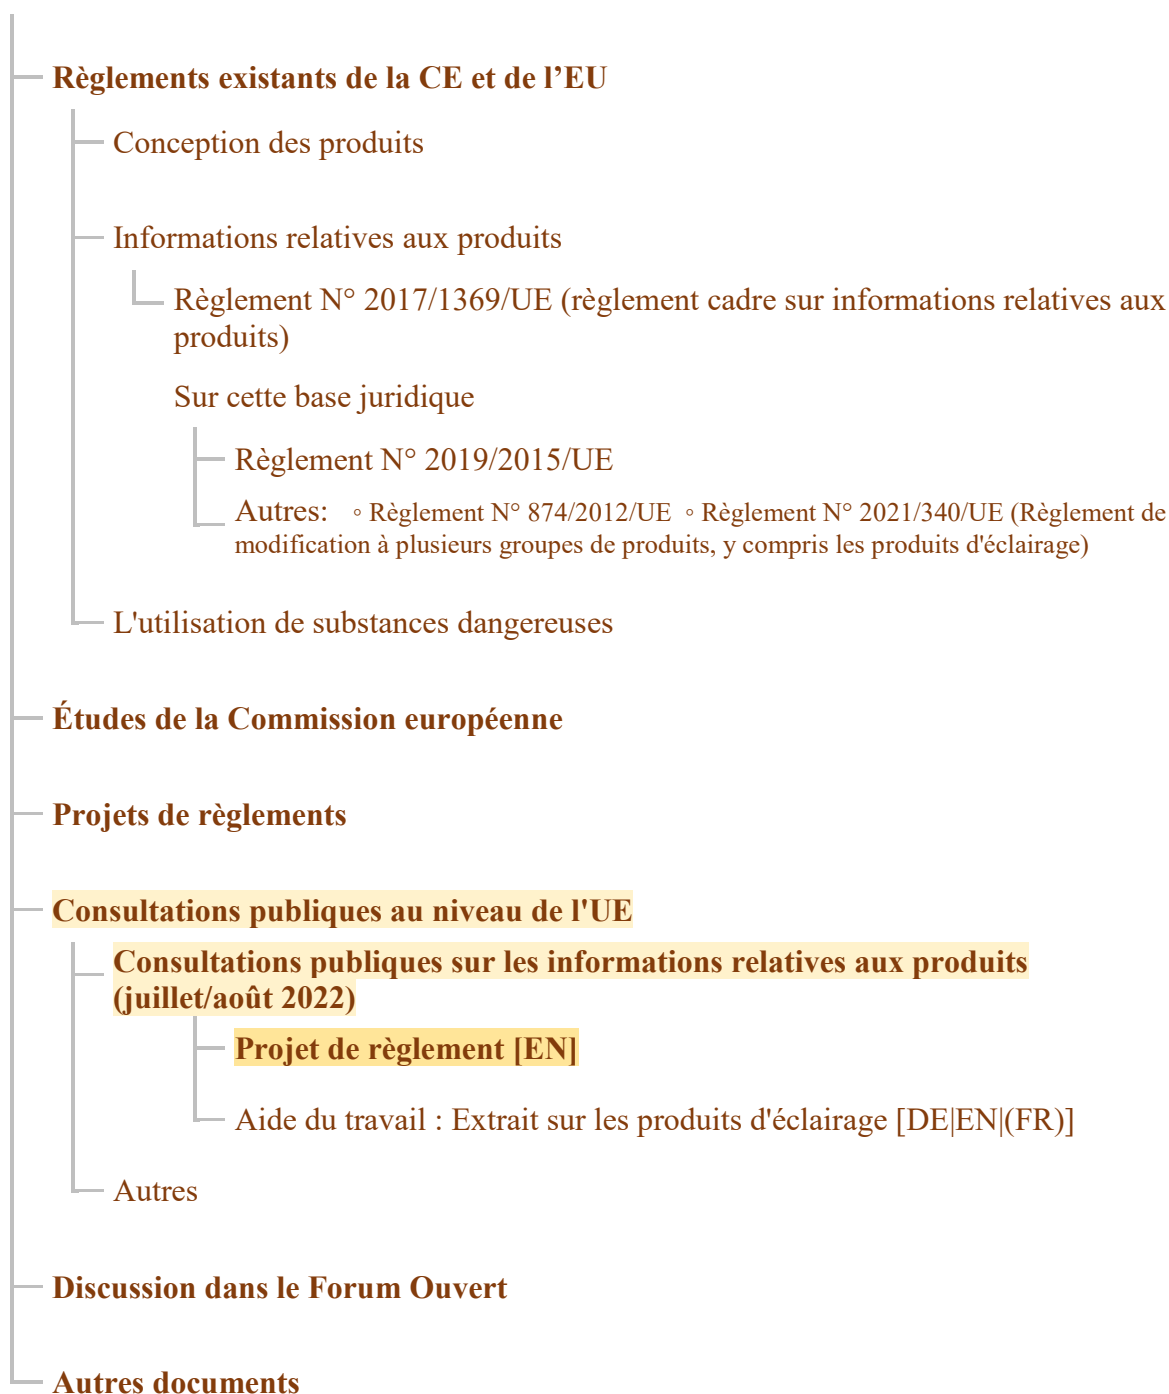 Règlements existants de la CE et de l’EU
Conception des produits
Informations relatives aux produits
Règlement N° 2017/1369/UE (règlement cadre sur informations relatives aux
produits)
Sur cette base juridique
Règlement N° 2019/2015/UE
Autres: ◦ Règlement N° 874/2012/UE ◦ Règlement N° 2021/340/UE (Règlement de
modification à plusieurs groupes de produits, y compris les produits d'éclairage)
L'utilisation de substances dangereuses
Études de la Commission européenne
Projets de règlements
Consultations publiques au niveau de l'UE
Consultations publiques sur les informations relatives aux produits
(juillet/août 2022)
Projet de règlement [EN]
Aide du travail : Extrait sur les produits d'éclairage [DE|EN|(FR)]
Autres
Discussion dans le Forum Ouvert
Autres documents